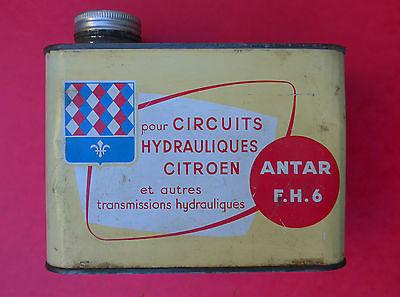 pour CIRCUITS
HYDRAULIQUES
CITROEN
et autres
transmissions hydrauliques
ANTAR
F.H.6